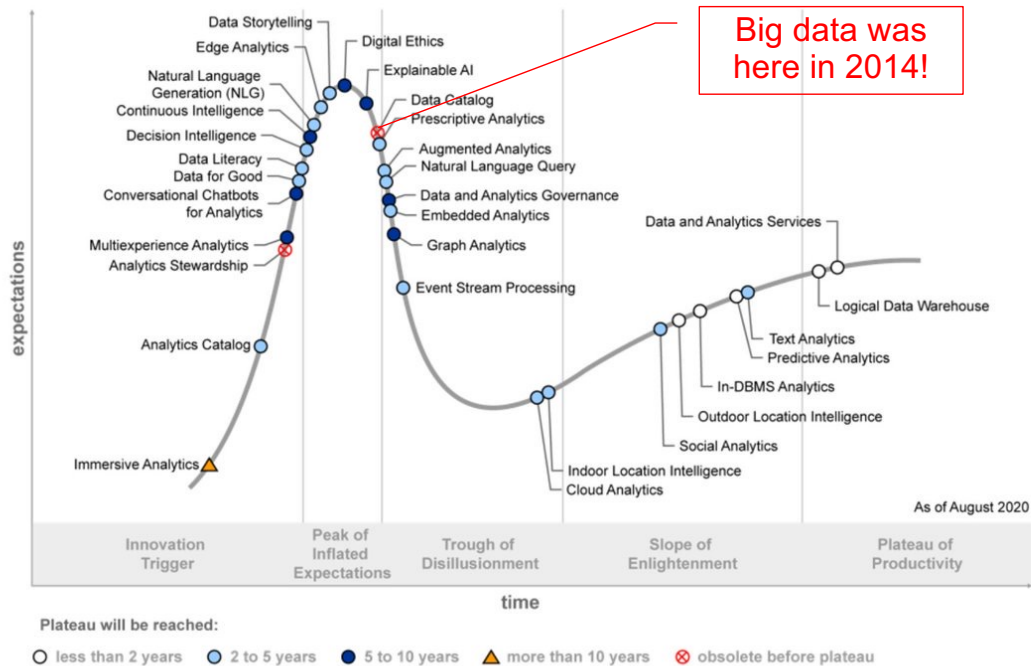 Big data was
here in 2014!
Data Storytelling
Edge Analytics
Natural Language
Generation (NLG)
Continuous Intelligence
Decision Intelligence
Data Literacy
Data for Good
Conversational Chatbots
for Analytics
Multiexperience Analytics
Analytics Stewardship
Analytics Catalog
Immersive Analytics
Digital Ethics
Explainable AI
Data Catalog
Prescriptive Analytics
Augmented Analytics
Natural Language Query
Data and Analytics Governance
Embedded Analytics
Graph Analytics
Event Stream Processing
Indoor Location Intelligence
Cloud Analytics
Data and Analytics Services
Logical Data Warehouse
Text Analytics
Predictive Analytics
In-DBMS Analytics
Outdoor Location Intelligence
Social Analytics
expectations
As of August 2020
Innovation
Trigger
Peak of
Inflated
Expectations
Trough of
Disillusionment
Slope of
Enlightenment
Plateau of
Productivity
time
Plateau will be reached:
less than 2 years
2 to 5 years
5 to 10 years
more than 10 years
obsolete before plateau